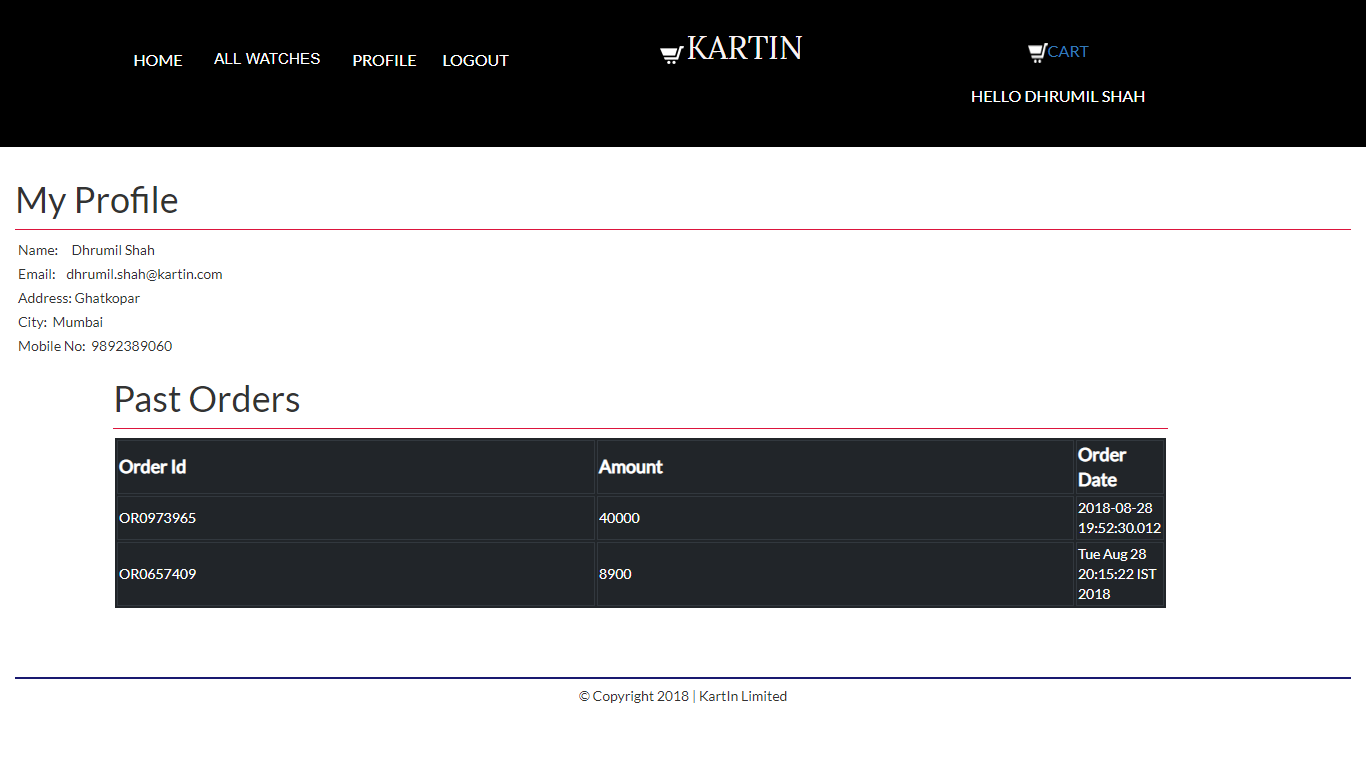 HOME ALL WATCHES PROFILE LOGOUT KARTIN CART
HELLO DHRUMIL SHAH
My Profile
Name: Dhrumil Shah
Email: dhrumil.shah@kartin.com
Address: Ghatkopar
City: Mumbai
Mobile No: 9892389060
Past Orders
Order Id Amount Order Date
OR0973965 40000 2018-08-28 19:52:30.012
OR0657409 8900 Tue Aug 28 20:15:22 IST 2018
© Copyright 2018 | KartIn Limited